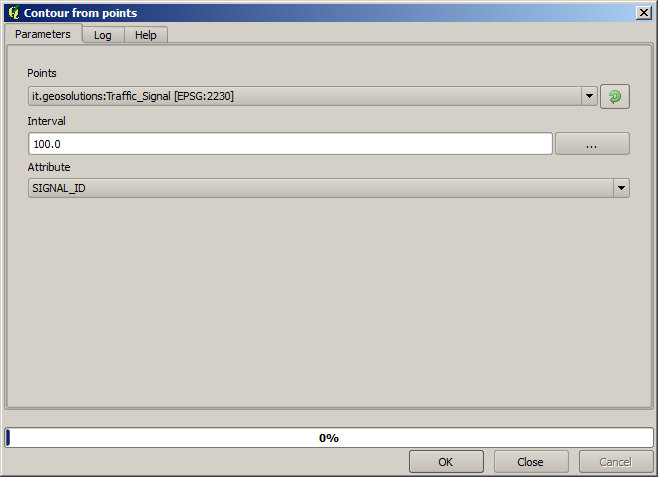 Contour from points
Parameters Log Help
Points
it.geosolutions:Traffic_Signal [EPSG:2230]
Interval
100.0 ...
Attribute
SIGNAL_ID
0%
OK Close Cancel